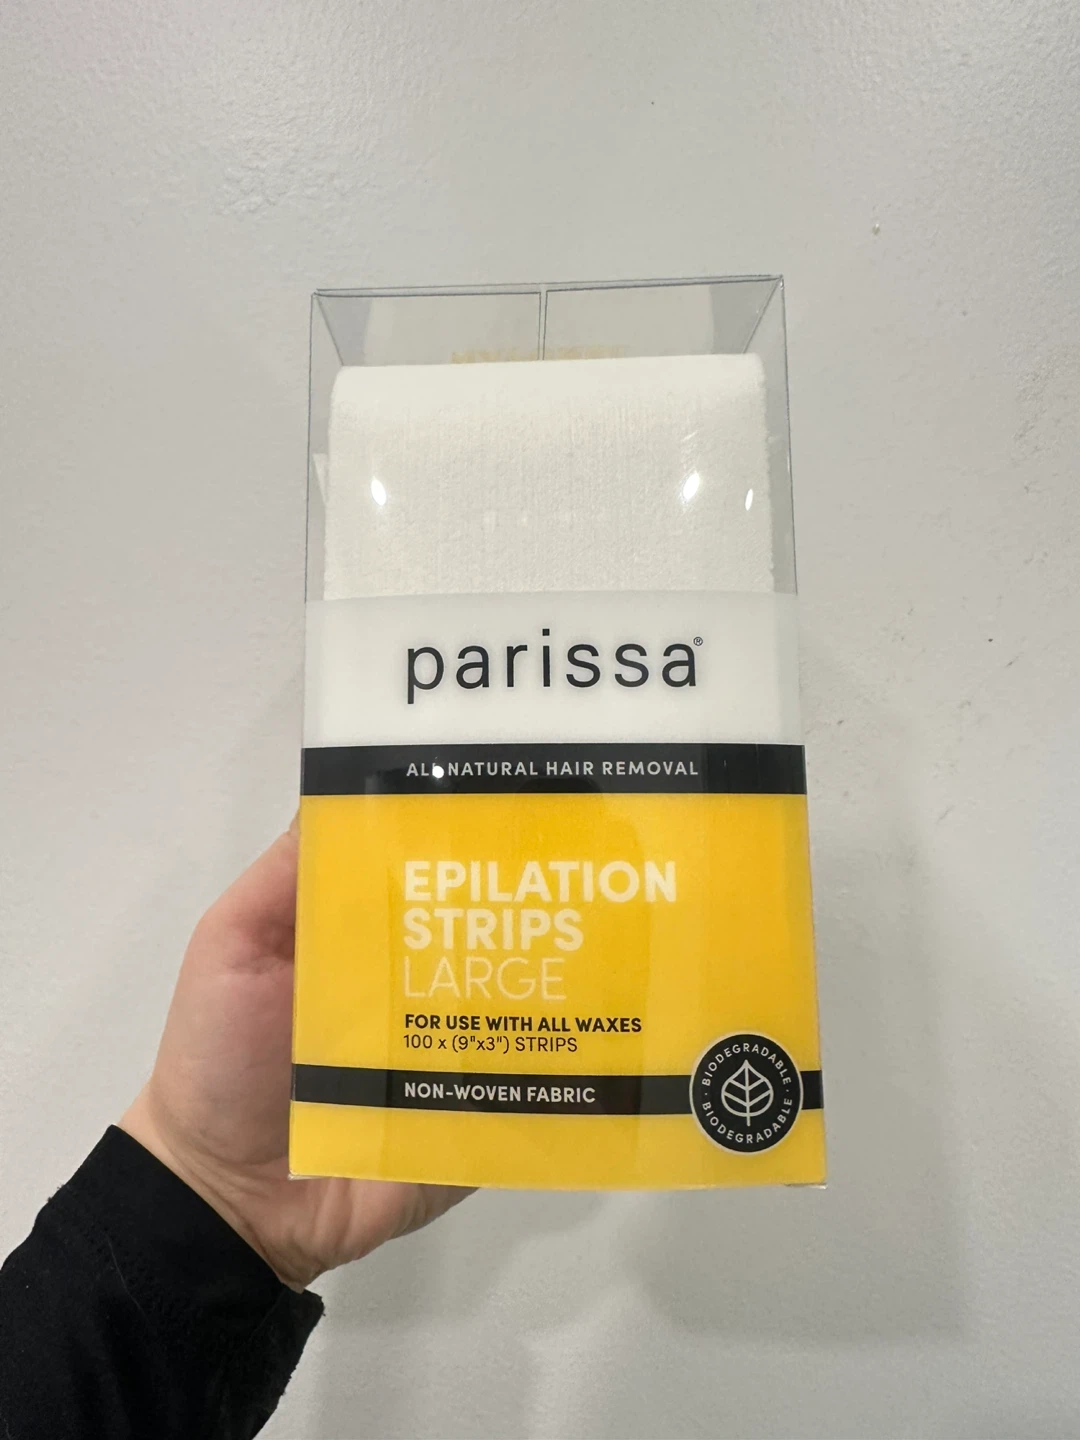 parissa®
ALL NATURAL HAIR REMOVAL
EPILATION
STRIPS
LARGE
FOR USE WITH ALL WAXES
100 x (9"x3") STRIPS
NON-WOVEN FABRIC
· BIODEGRADABLE ·
BIODEGRADABLE